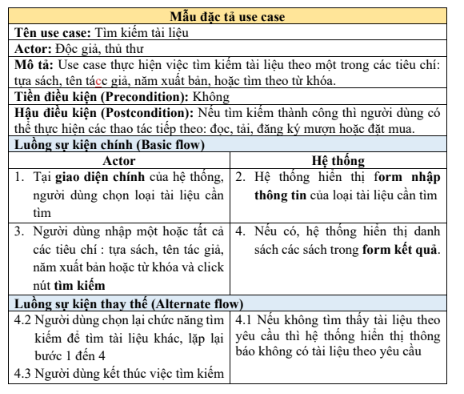 Mẫu đặc tả use case
Tên use case: Tìm kiếm tài liệu
Actor: Độc giả, thủ thư
Mô tả: Use case thực hiện việc tìm kiếm tài liệu theo một trong các tiêu chí:
tựa sách, tên tácc giả, năm xuất bản, hoặc tìm theo từ khóa.
Tiền điều kiện (Precondition): Không
Hậu điều kiện (Postcondition): Nếu tìm kiếm thành công thì người dùng có
thể thực hiện các thao tác tiếp theo: đọc, tải, đăng ký mượn hoặc đặt mua.
Luồng sự kiện chính (Basic flow)
Actor
Hệ thống
1. Tại giao diện chính của hệ thống,
người dùng chọn loại tài liệu cần
tìm
2. Hệ thống hiển thị form nhập
thông tin của loại tài liệu cần tìm
3. Người dùng nhập một hoặc tất cả
các tiêu chí : tựa sách, tên tác giả,
năm xuất bản hoặc từ khóa và click
nút tìm kiếm
4. Nếu có, hệ thống hiển thị danh
sách các sách trong form kết quả.
Luồng sự kiện thay thế (Alternate flow)
4.2 Người dùng chọn lại chức năng tìm
kiếm để tìm tài liệu khác, lặp lại
bước 1 đến 4
4.3 Người dùng kết thúc việc tìm kiếm
4.1 Nếu không tìm thấy tài liệu theo
yêu cầu thì hệ thống hiển thị thông
báo không có tài liệu theo yêu cầu